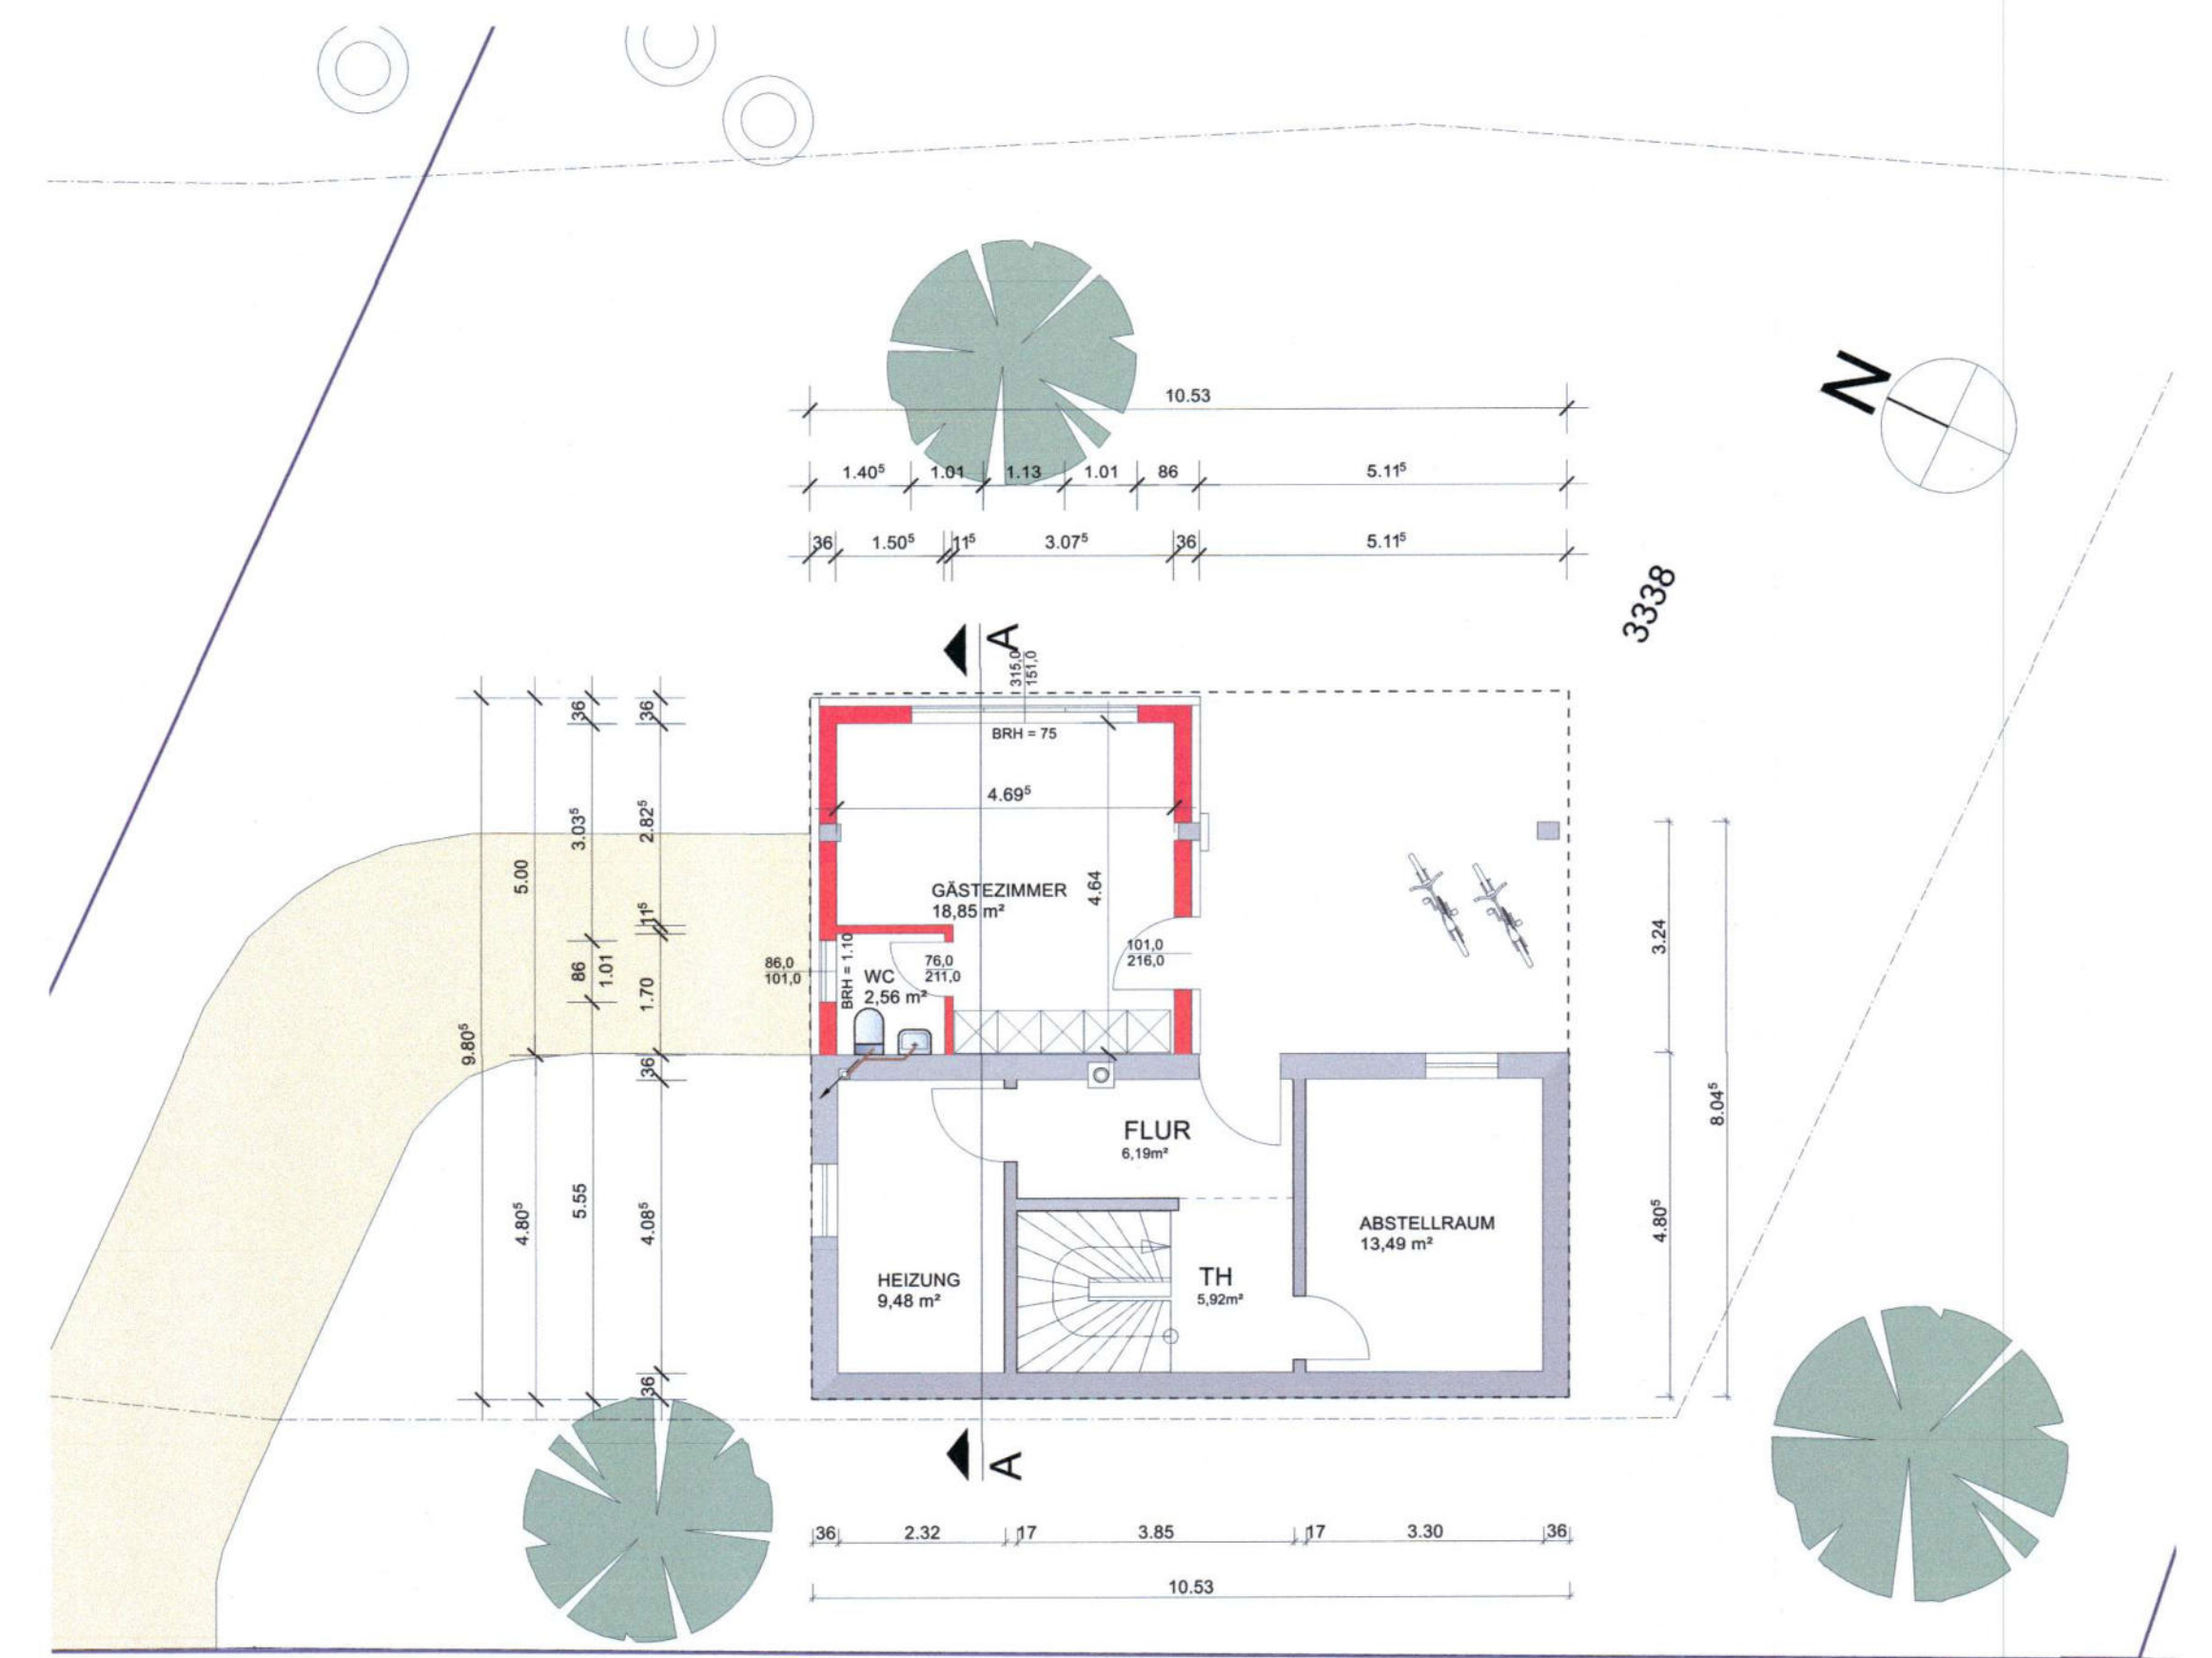 N
10.53
1.40⁵ 1.01 1.13 1.01 86 5.11⁵
36 1.50⁵ 11⁵ 3.07⁵ 36 5.11⁵
3338
A
315,0
151,0
BRH = 75
36
36
4.69⁵
3.03⁵
2.82⁵
5.00
4.64
GÄSTEZIMMER
18,85 m²
11⁵
3.24
101,0
216,0
86,0
101,0
BRH = 1.10
76,0
211,0
WC
2,56 m²
86
1.01
1.70
9.80⁵
36
8.04⁵
FLUR
6,19m²
4.80⁵
5.55
4.08⁵
4.80⁵
ABSTELLRAUM
13,49 m²
HEIZUNG
9,48 m²
TH
5,92m²
36
A
36 2.32 17 3.85 17 3.30 36
10.53